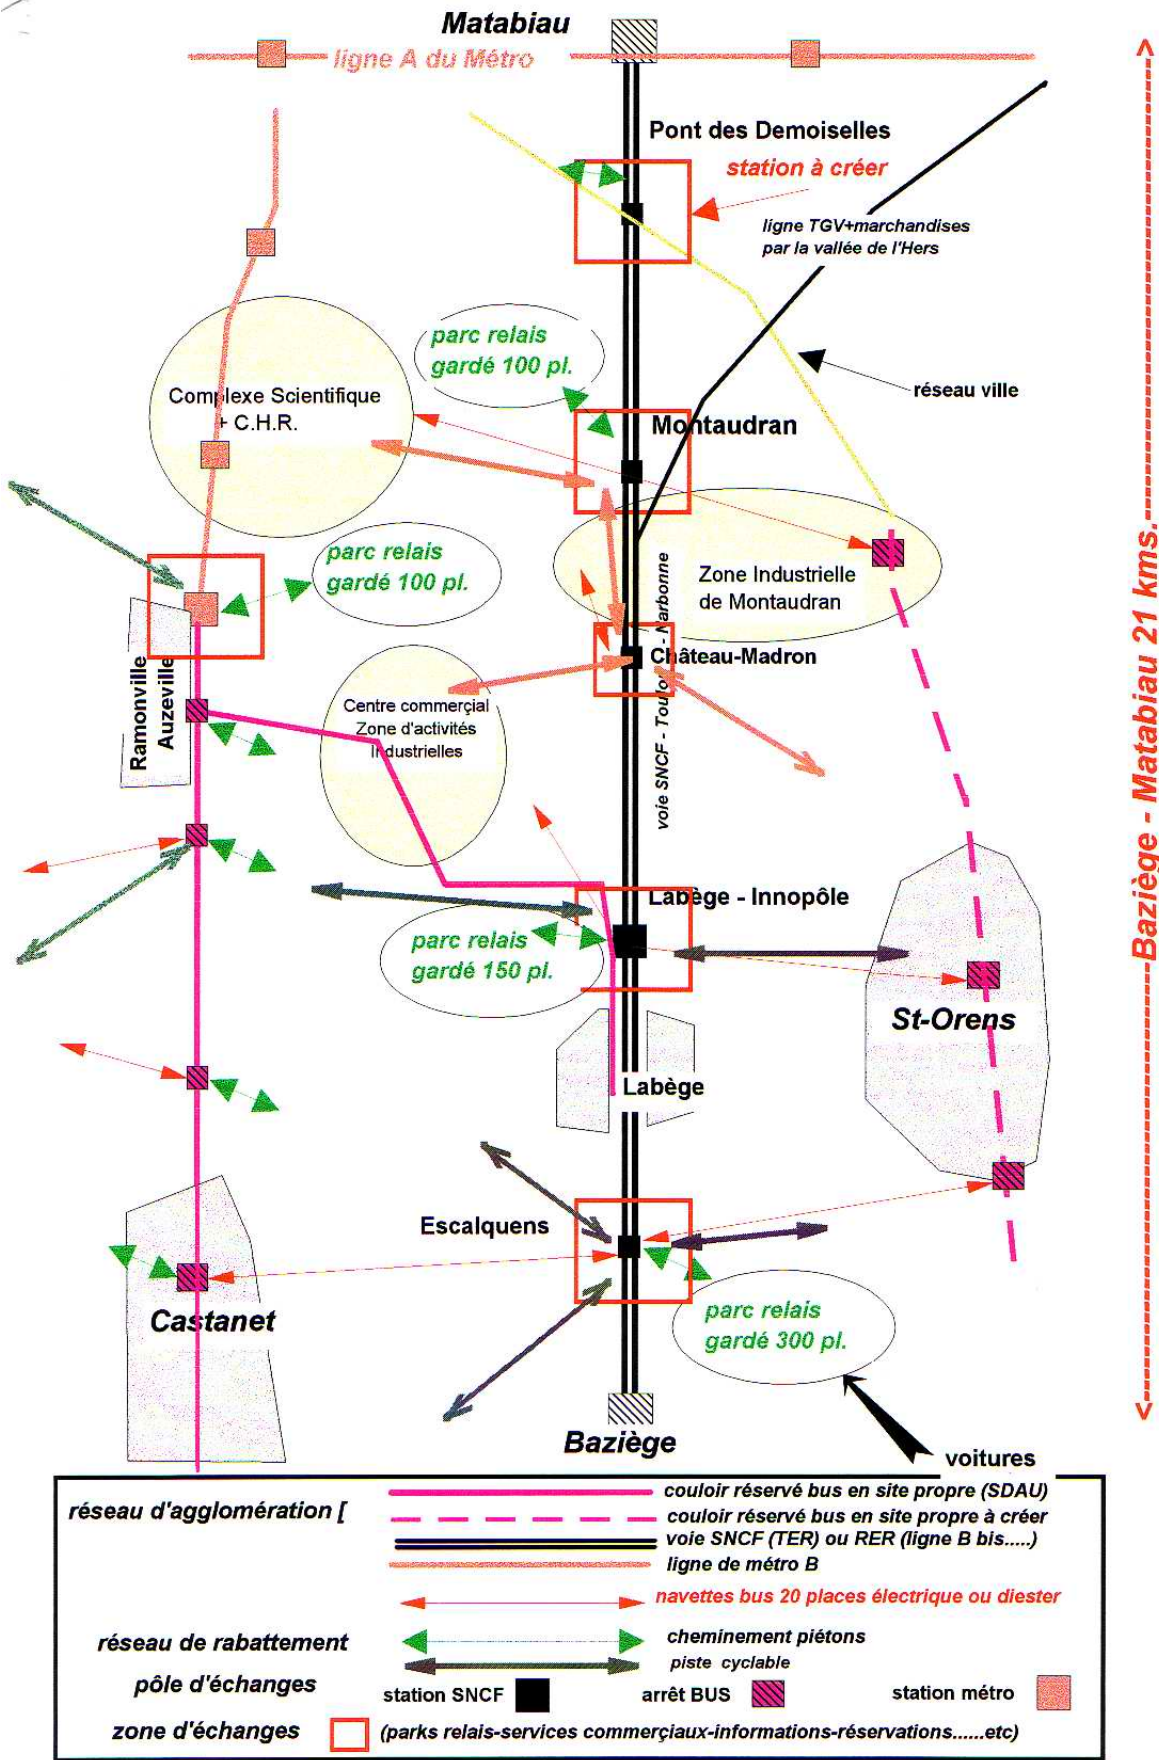 Matabiau
ligne A du Métro
Pont des Demoiselles
station à créer
ligne TGV+marchandises
par la vallée de l'Hers
parc relais
gardé 100 pl.
réseau ville
Complexe Scientifique
+ C.H.R.
Montaudran
parc relais
gardé 100 pl.
Zone Industrielle
de Montaudran
voie SNCF - Toulouse - Narbonne
Château-Madron
Ramonville
Auzeville
Centre commerçial
Zone d'activités
Industrielles
Labège - Innopôle
parc relais
gardé 150 pl.
St-Orens
Labège
Escalquens
Castanet
parc relais
gardé 300 pl.
Baziège
voitures
<----Baziège - Matabiau 21 kms.---->
réseau d'agglomération [
couloir réservé bus en site propre (SDAU)
couloir réservé bus en site propre à créer
voie SNCF (TER) ou RER (ligne B bis.....)
ligne de métro B
navettes bus 20 places électrique ou diester
réseau de rabattement
cheminement piétons
piste cyclable
pôle d'échanges
station SNCF
arrêt BUS
station métro
zone d'échanges
(parks relais-services commerçiaux-informations-réservations......etc)